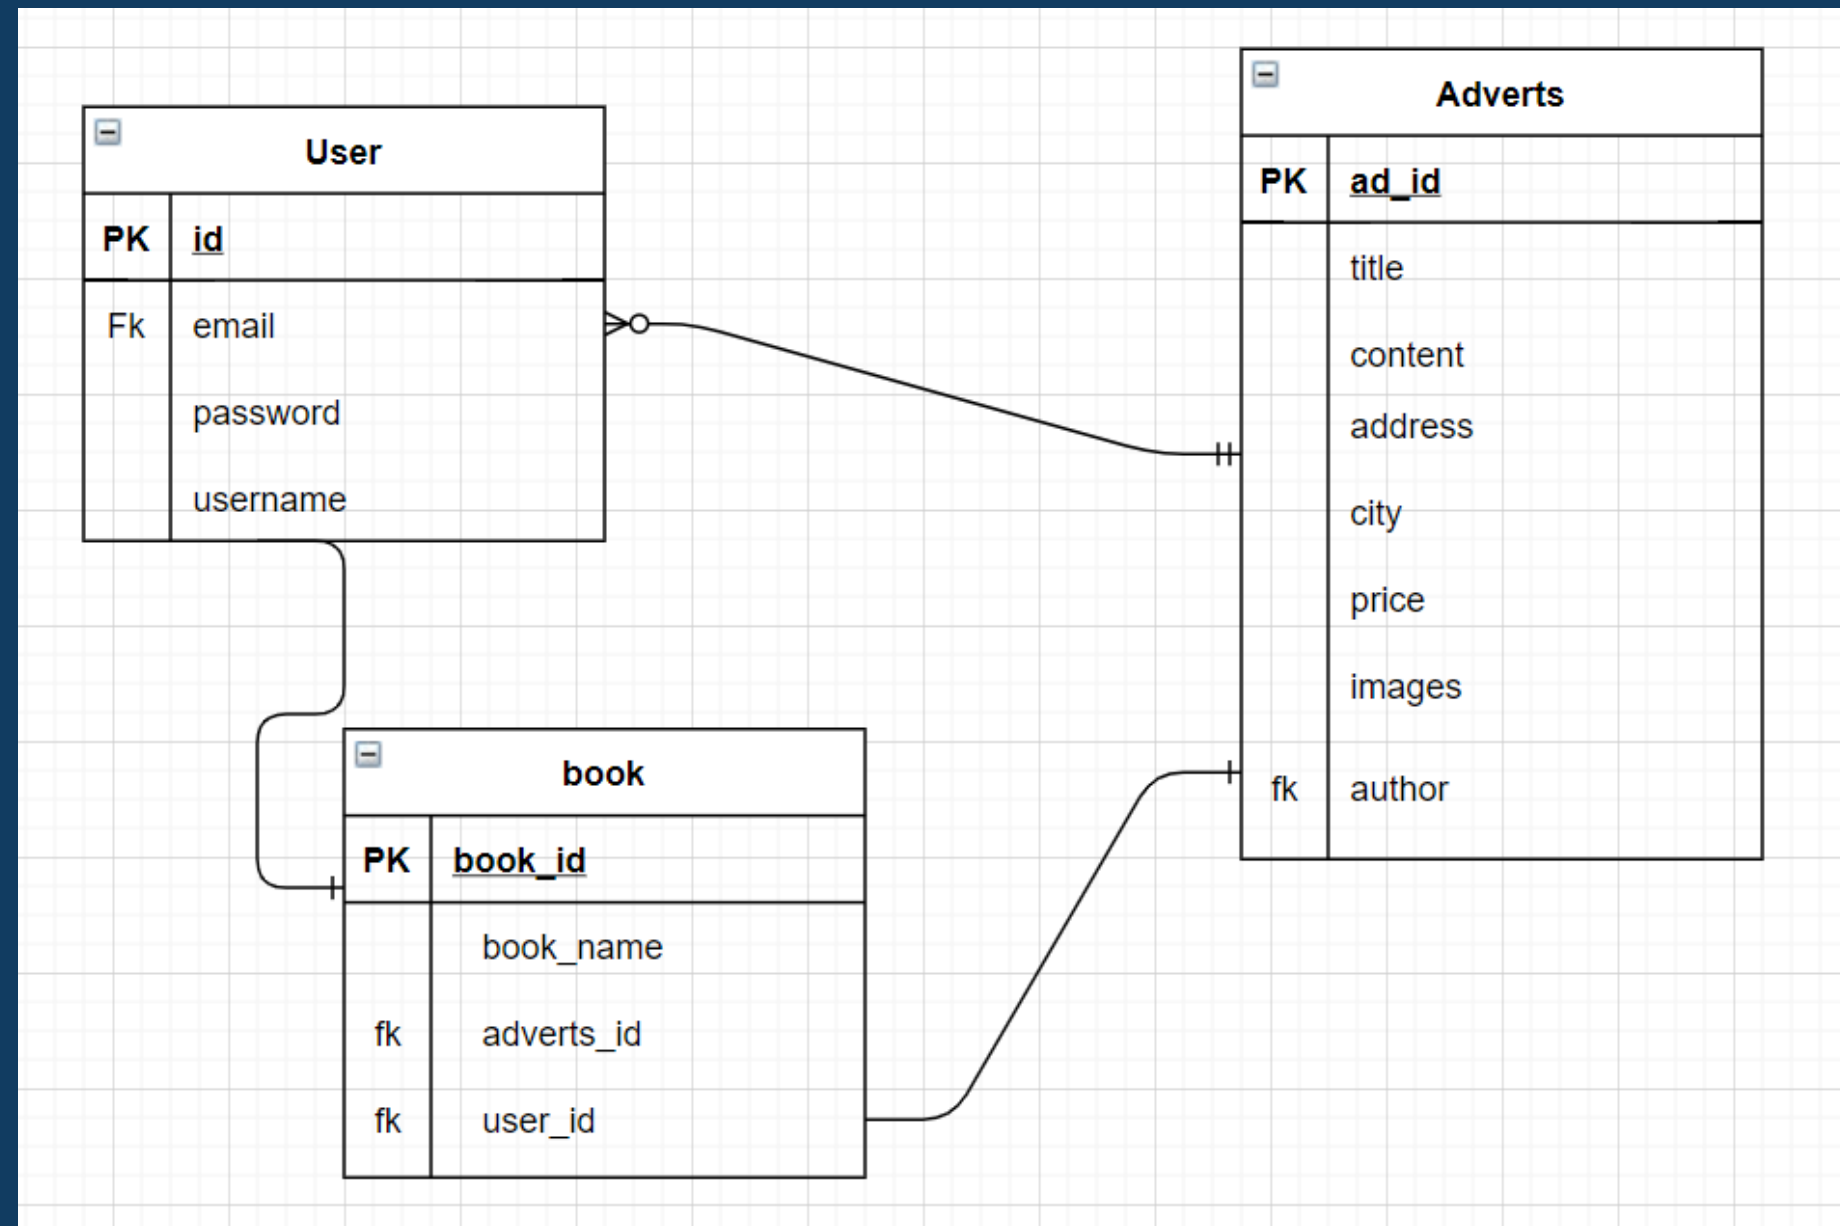 User
PK id
Fk email
password
username
Adverts
PK ad_id
title
content
address
city
price
images
fk author
book
PK book_id
book_name
fk adverts_id
fk user_id